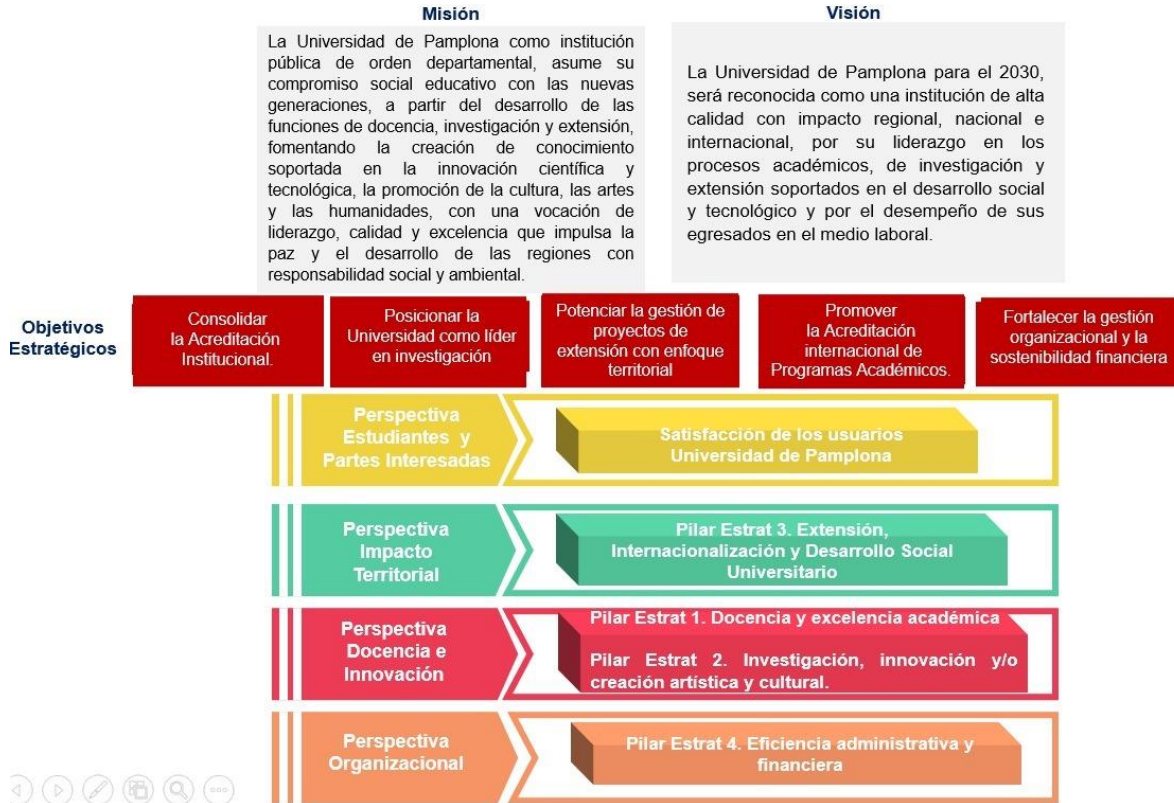 Misión
La Universidad de Pamplona como institución
pública de orden departamental, asume su
compromiso social educativo con las nuevas
generaciones, a partir del desarrollo de las
funciones de docencia, investigación y extensión,
fomentando la creación de conocimiento
soportada en la innovación científica y
tecnológica, la promoción de la cultura, las artes
y las humanidades, con una vocación de
liderazgo, calidad y excelencia que impulsa la
paz y el desarrollo de las regiones con
responsabilidad social y ambiental.
Visión
La Universidad de Pamplona para el 2030,
será reconocida como una institución de alta
calidad con impacto regional, nacional e
internacional, por su liderazgo en los
procesos académicos, de investigación y
extensión soportados en el desarrollo social
y tecnológico y por el desempeño de sus
egresados en el medio laboral.
Objetivos
Estratégicos
Consolidar
la Acreditación
Institucional.
Posicionar la
Universidad como líder
en investigación
Potenciar la gestión de
proyectos de
extensión con enfoque
territorial
Promover
la Acreditación
internacional de
Programas Académicos.
Fortalecer la gestión
organizacional y la
sostenibilidad financiera
Perspectiva
Estudiantes y
Partes Interesadas
Satisfacción de los usuarios
Universidad de Pamplona
Perspectiva
Impacto
Territorial
Pilar Estrat 3. Extensión,
Internacionalización y Desarrollo Social
Universitario
Perspectiva
Docencia e
Innovación
Pilar Estrat 1. Docencia y excelencia académica
Pilar Estrat 2. Investigación, innovación y/o
creación artística y cultural.
Perspectiva
Organizacional
Pilar Estrat 4. Eficiencia administrativa y
financiera